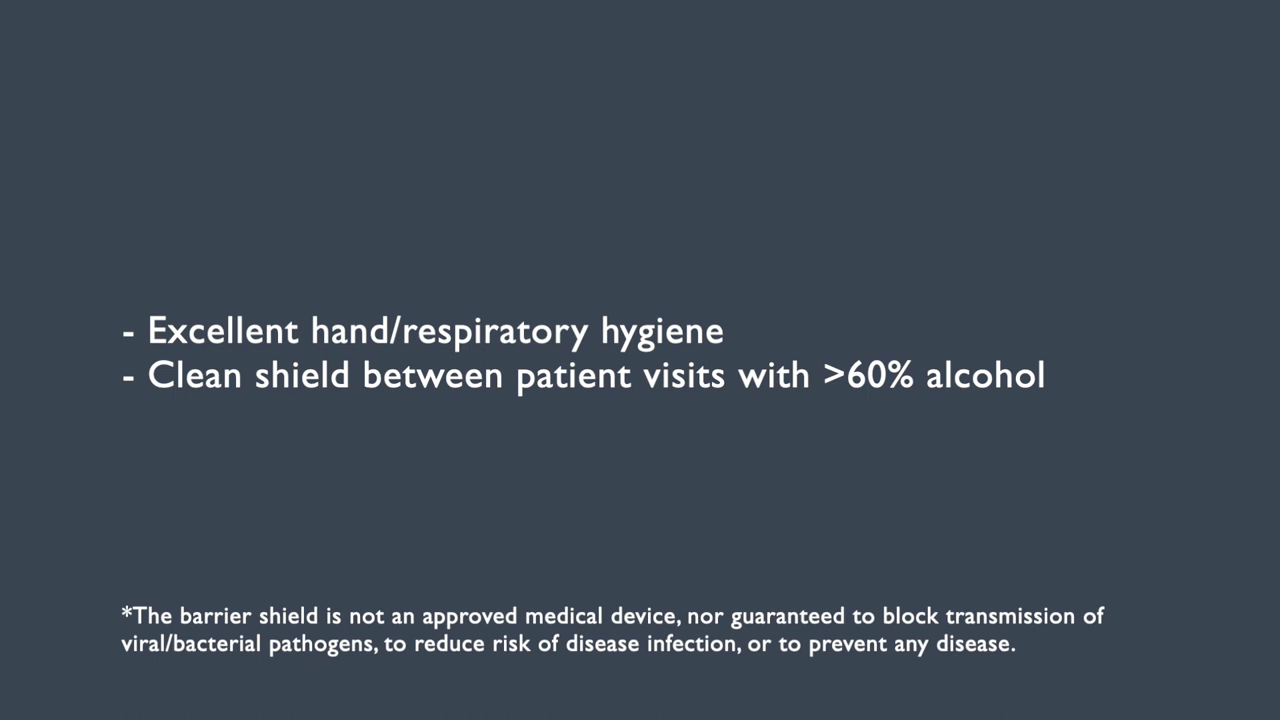 - Excellent hand/respiratory hygiene
- Clean shield between patient visits with >60% alcohol
*The barrier shield is not an approved medical device, nor guaranteed to block transmission of
viral/bacterial pathogens, to reduce risk of disease infection, or to prevent any disease.